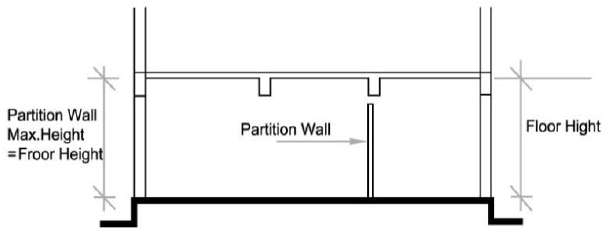 Partition Wall
Max.Height
=Froor Height
Partition Wall
Floor Hight